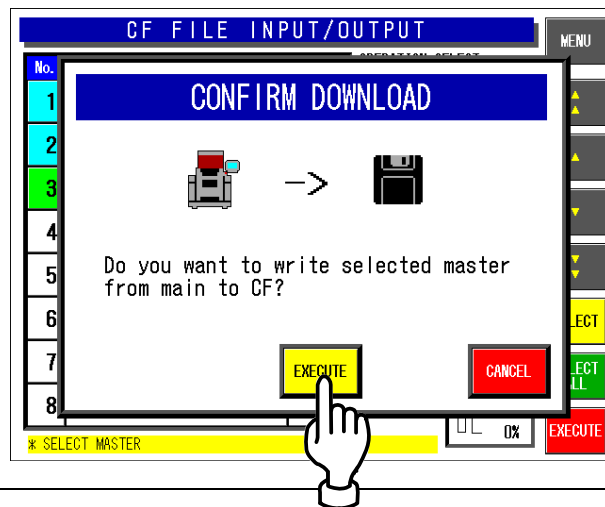 CF FILE INPUT/OUTPUT
MENU
No.
CONFIRM DOWNLOAD
1
2
->
3
4
Do you want to write selected master
from main to CF?
5
6
7
EXECUTE
CANCEL
8
0%
EXECUTE
* SELECT MASTER